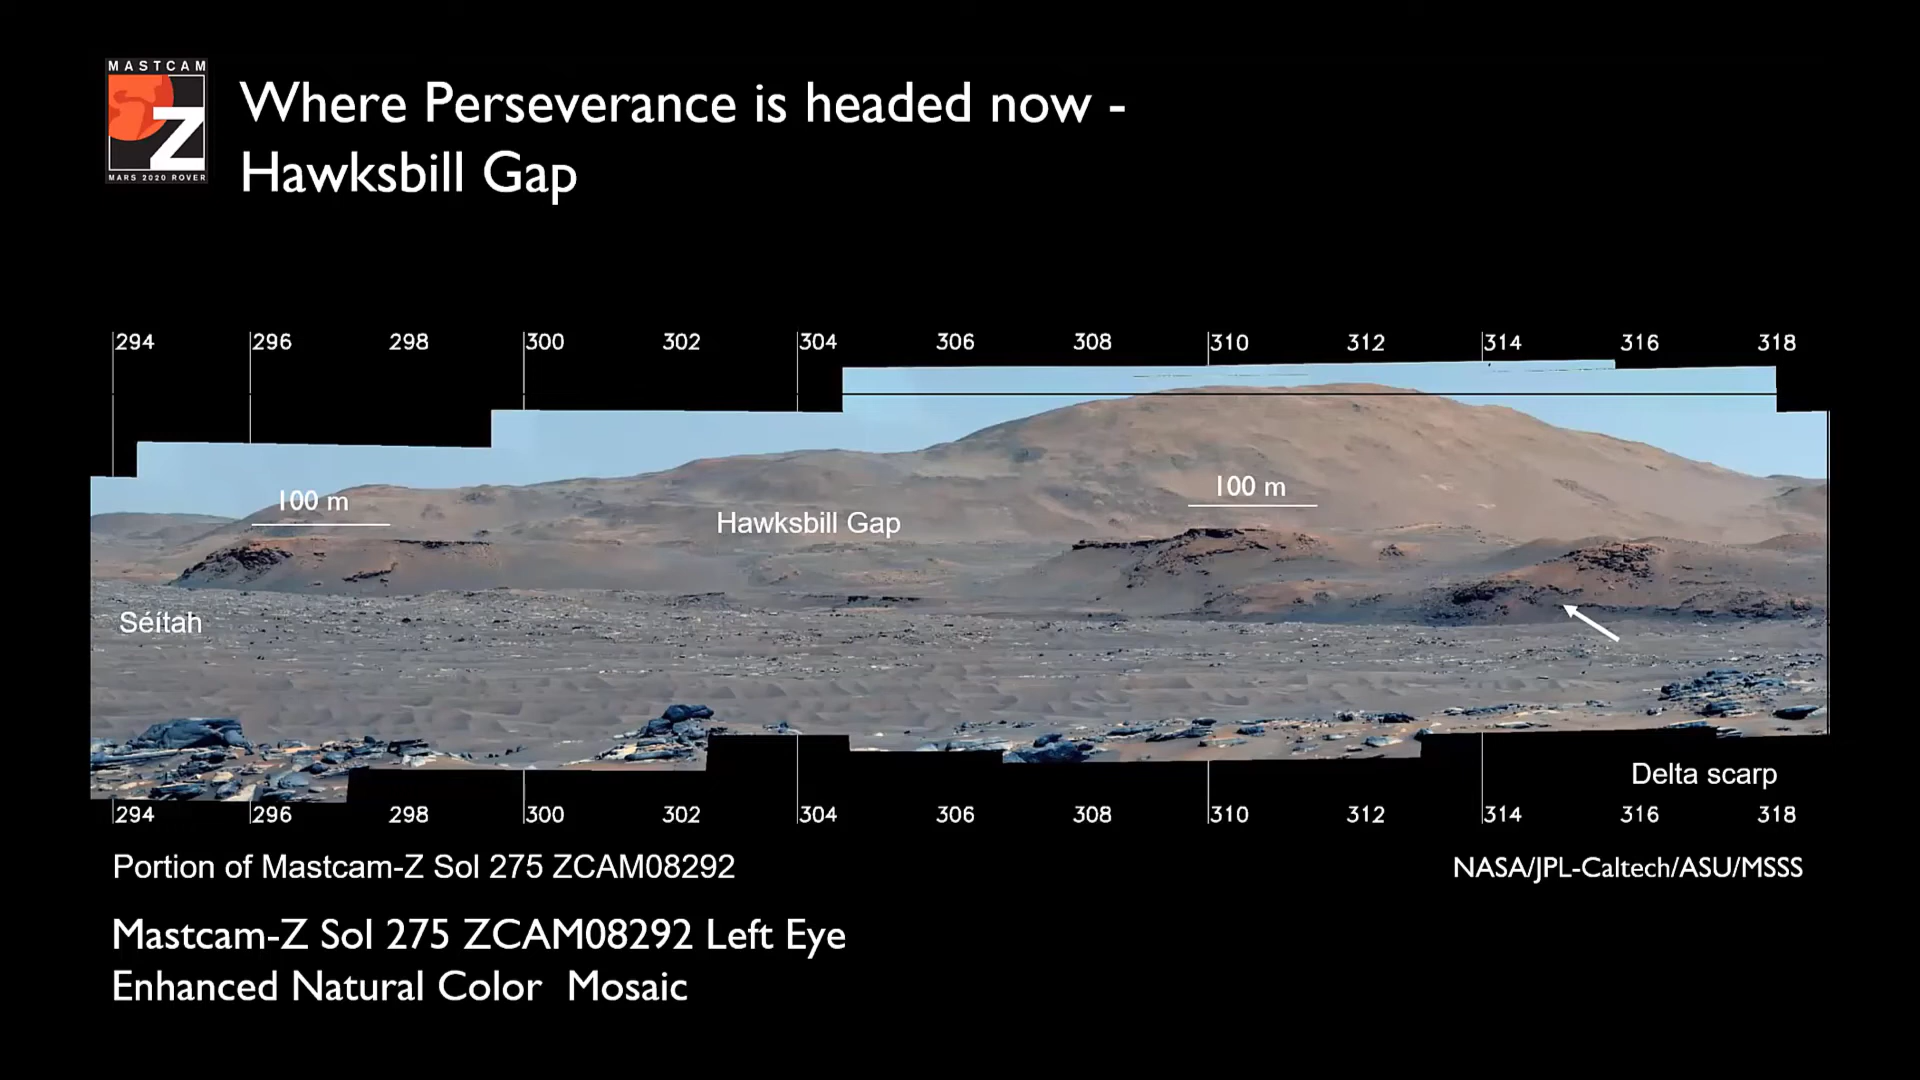 MASTCAM
Z
MARS 2020 ROVER
Where Perseverance is headed now -
Hawksbill Gap
294 296 298 300 302 304 306 308 310 312 314 316 318
100 m
100 m
Hawksbill Gap
Séítah
Delta scarp
294 296 298 300 302 304 306 308 310 312 314 316 318
Portion of Mastcam-Z Sol 275 ZCAM08292
NASA/JPL-Caltech/ASU/MSSS
Mastcam-Z Sol 275 ZCAM08292 Left Eye
Enhanced Natural Color Mosaic